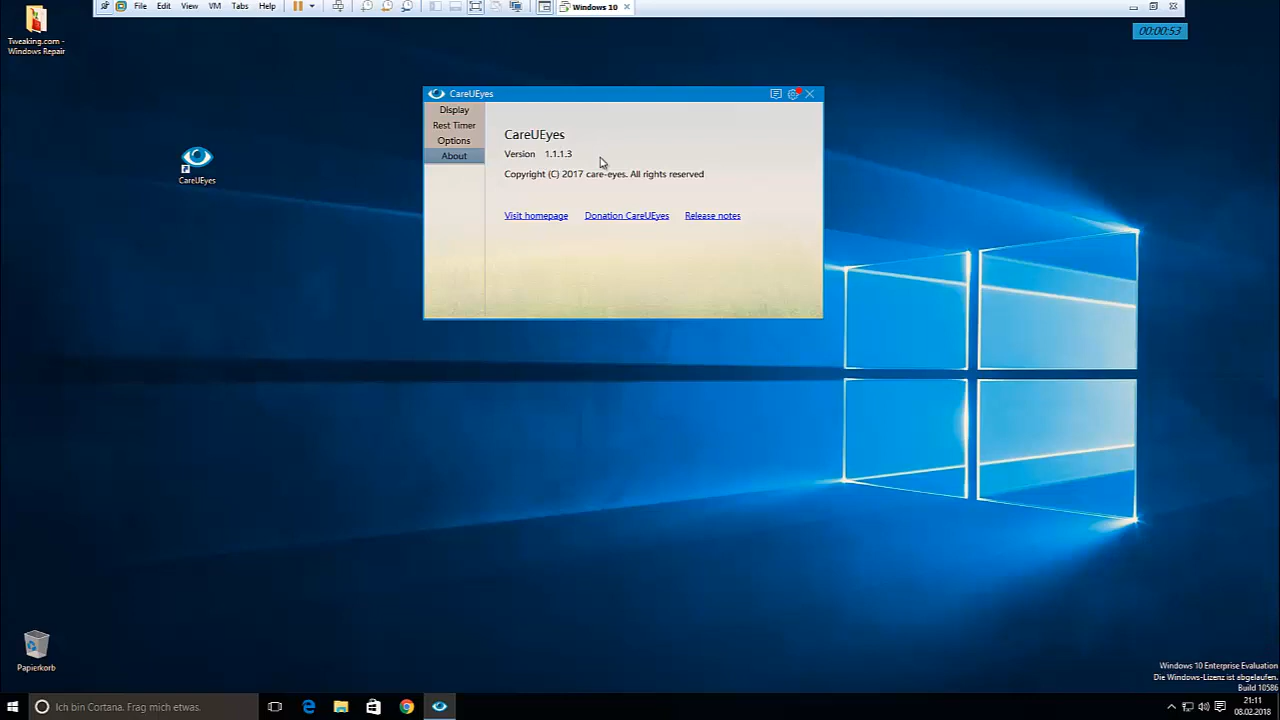 File Edit View VM Tabs Help
Windows 10
00:00:53
Tweaking.com - Windows Repair
CareUEyes
CareUEyes
Display
Rest Timer
Options
About
CareUEyes
Version 1.1.1.3
Copyright (C) 2017 care-eyes. All rights reserved
Visit homepage Donation CareUEyes Release notes
Papierkorb
Windows 10 Enterprise Evaluation
Die Windows-Lizenz ist abgelaufen.
Build 10586
Ich bin Cortana. Frag mich etwas.
21:11
08.02.2018